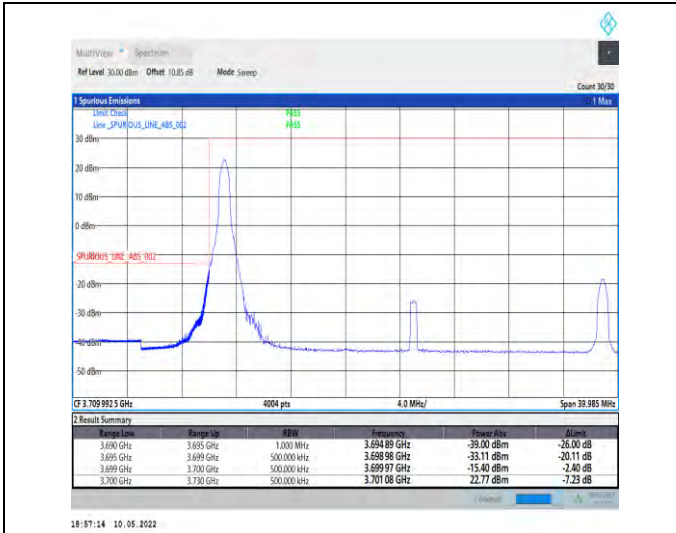 MultiView Spectrum
Ref Level 30.00 dBm Offset 10.85 dB Mode Sweep
Count 30/30
1 Spurious Emissions 1 Max
Limit Check PASS
Line _SPURIOUS_LINE_ABS_002 PASS
30 dBm
20 dBm
10 dBm
0 dBm
_SPURIOUS_LINE_ABS_002
-20 dBm
-30 dBm
-40 dBm
-50 dBm
CF 3.709 992 5 GHz 4004 pts 4.0 MHz/ Span 39.985 MHz
2 Result Summary
Range Low Range Up RBW Frequency Power Abs ΔLimit
3.690 GHz 3.695 GHz 1.000 MHz 3.694 89 GHz -39.00 dBm -26.00 dB
3.695 GHz 3.699 GHz 500.000 kHz 3.698 98 GHz -33.11 dBm -20.11 dB
3.699 GHz 3.700 GHz 500.000 kHz 3.699 97 GHz -15.40 dBm -2.40 dB
3.700 GHz 3.730 GHz 500.000 kHz 3.701 08 GHz 22.77 dBm -7.23 dB
18:57:14 10.05.2022